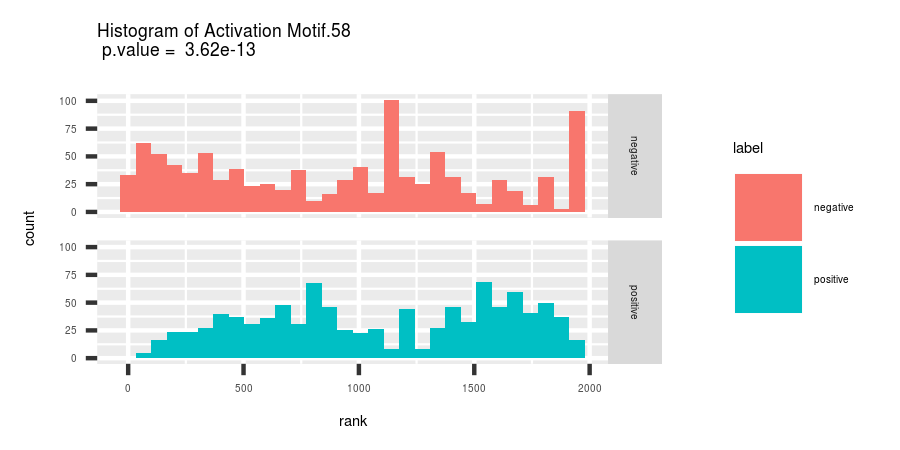 Histogram of Activation Motif.58
p.value = 3.62e-13
count
100
75
50
25
0
negative
100
75
50
25
0
positive
0 500 1000 1500 2000
rank
label
negative
positive